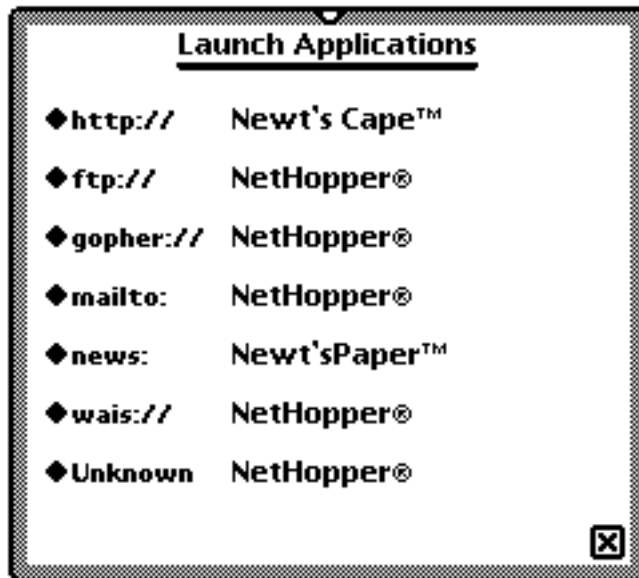 Launch Applications
◆http:// Newt's Cape™
◆ftp:// NetHopper®
◆gopher:// NetHopper®
◆mailto: NetHopper®
◆news: Newt'sPaper™
◆wais:// NetHopper®
◆Unknown NetHopper®